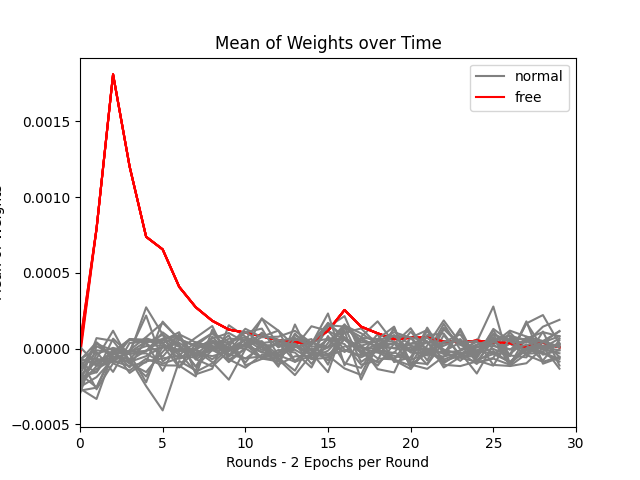 Mean of Weights over Time
normal
free
0.0015
0.0010
0.0005
0.0000
−0.0005
0 5 10 15 20 25 30
Rounds - 2 Epochs per Round